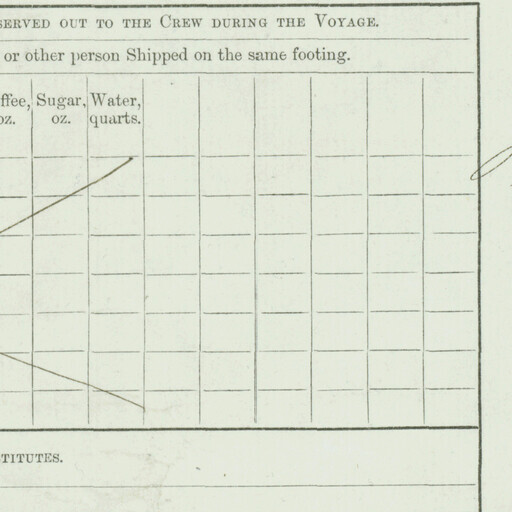 SERVED OUT TO THE CREW DURING THE VOYAGE.
or other person Shipped on the same footing.
ffee, Sugar, Water,
oz. oz. quarts.
TITUTES.